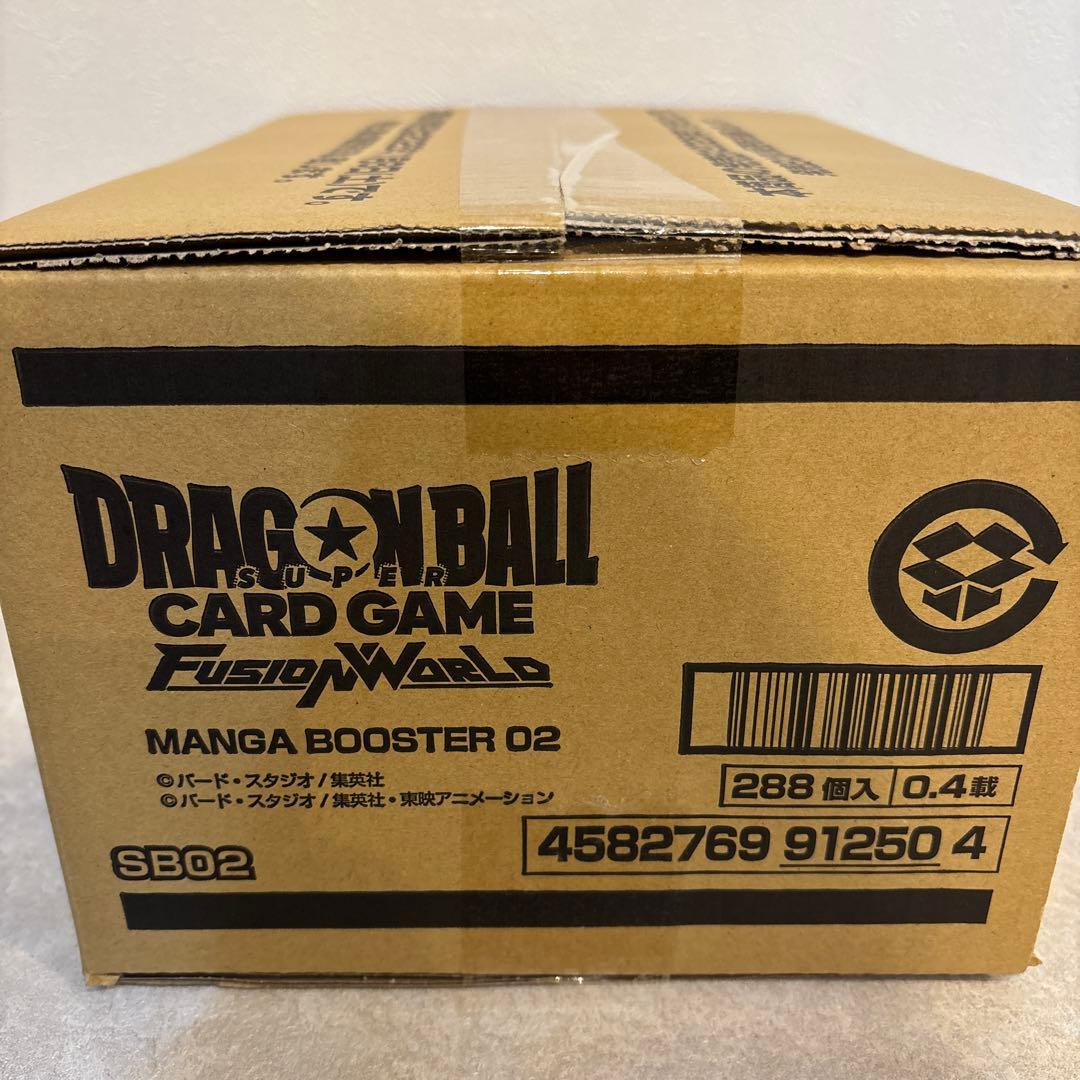 DRAGON BALL
SUPER
CARD GAME
FUSION WORLD
MANGA BOOSTER 02
©バード・スタジオ / 集英社
©バード・スタジオ / 集英社・東映アニメーション
SB02
288 個入 0.4載
4582769 91250 4